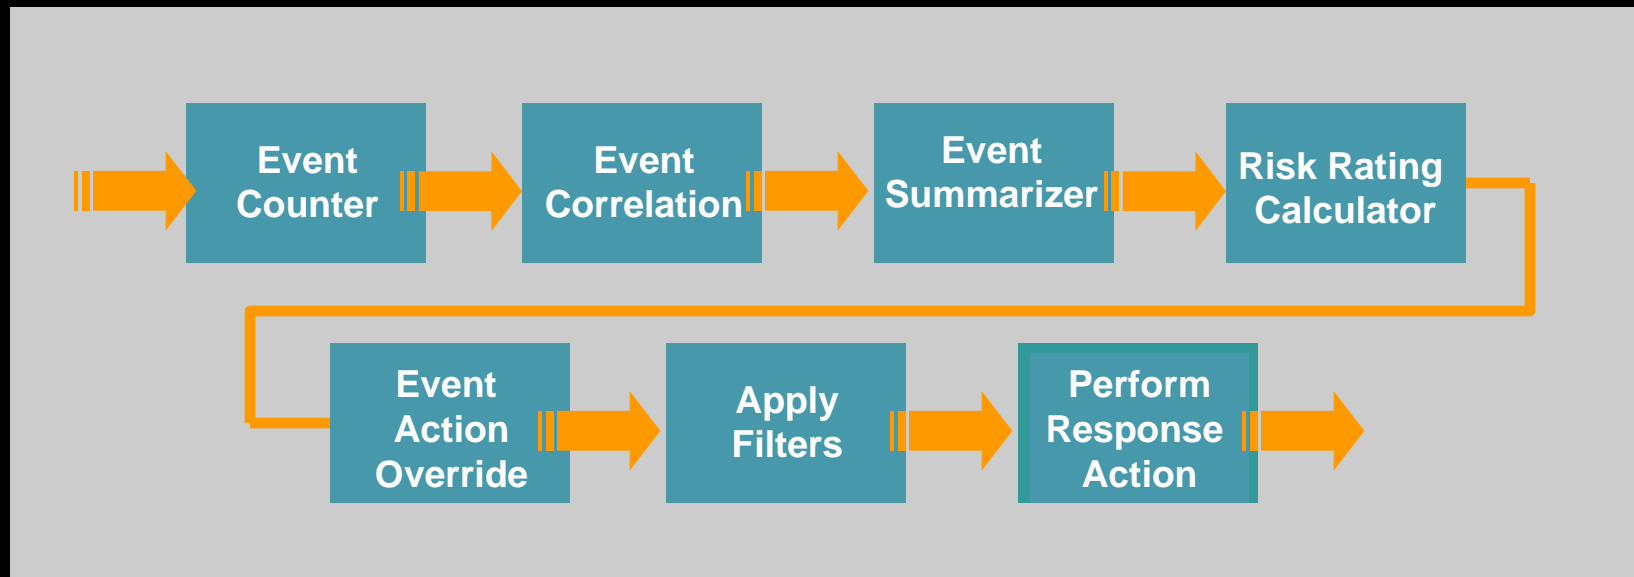 Event
Counter
Event
Correlation
Event
Summarizer
Risk Rating
Calculator
Event
Action
Override
Apply
Filters
Perform
Response
Action